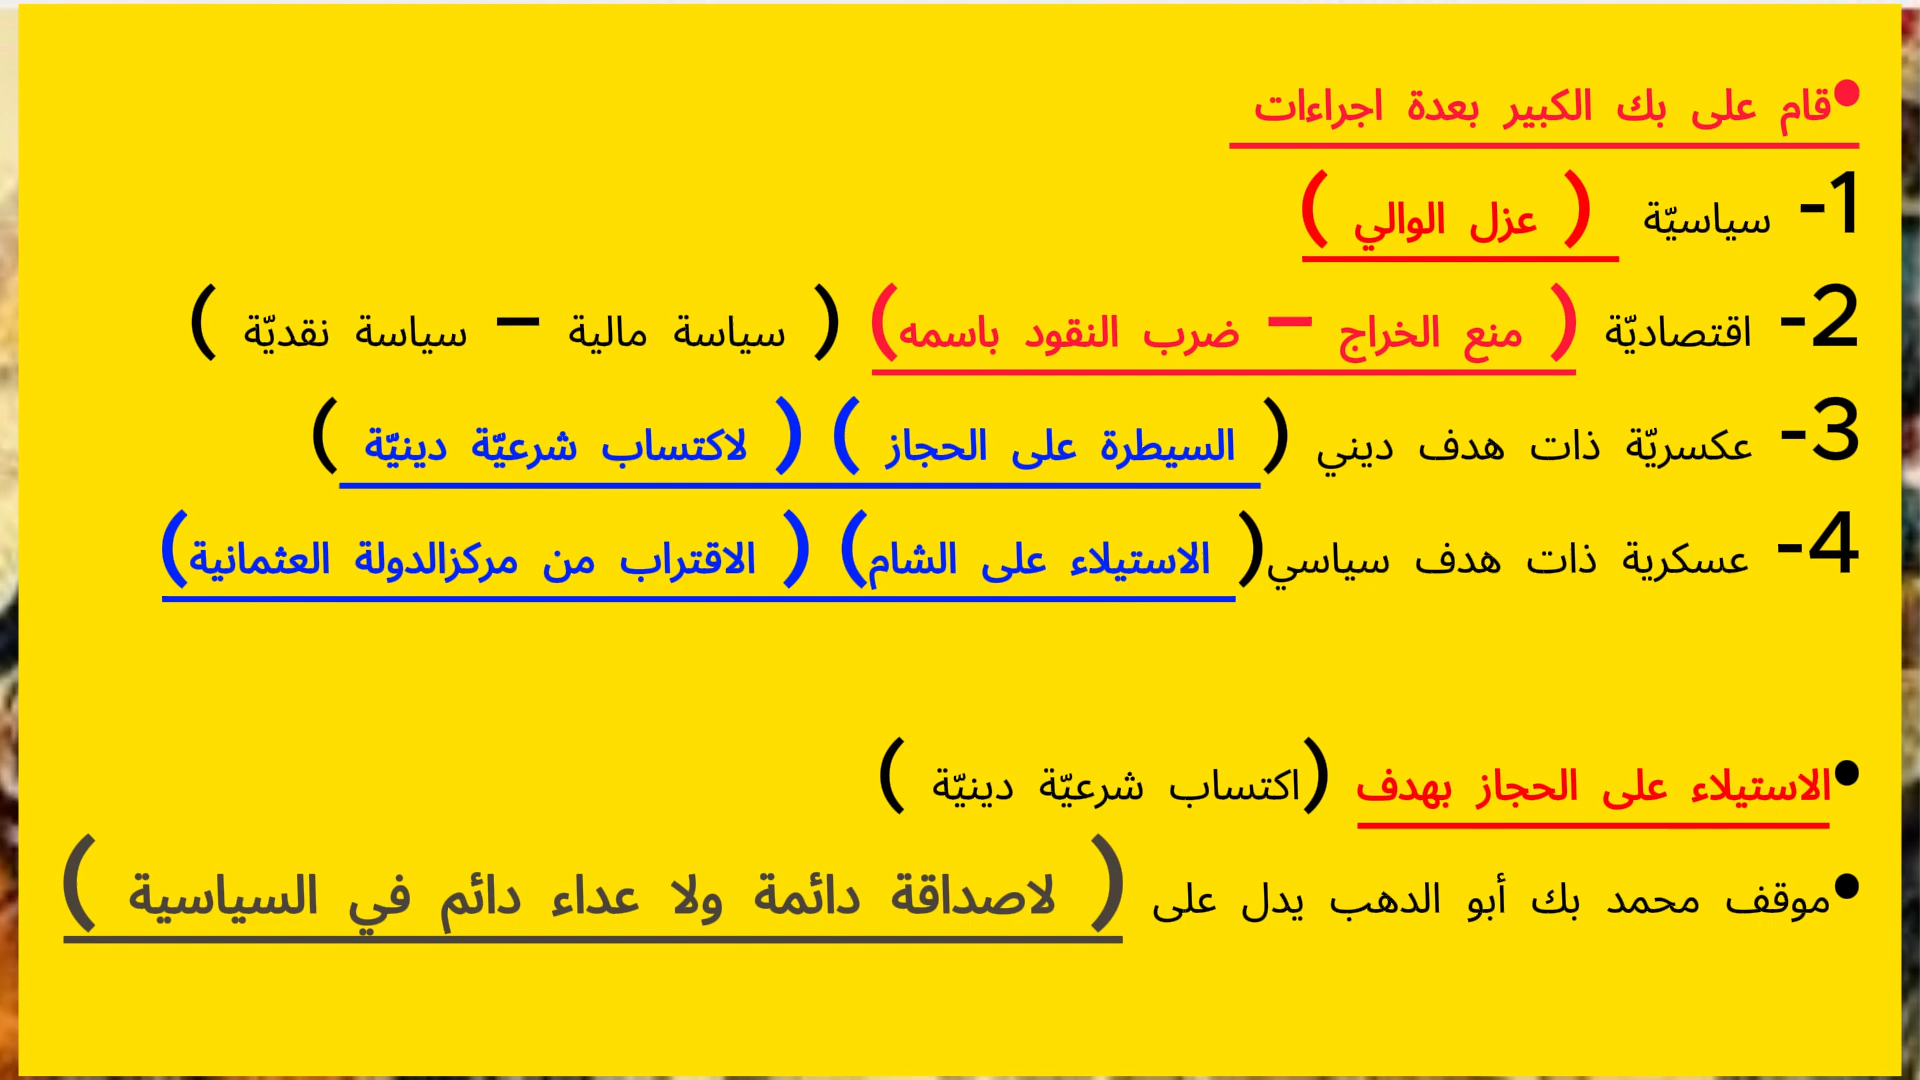 •قام على بك الكبير بعدة اجراءات
1- سياسيّة ( عزل الوالي )
2- اقتصاديّة ( منع الخراج – ضرب النقود باسمه) ( سياسة مالية – سياسة نقديّة )
3- عكسريّة ذات هدف ديني ( السيطرة على الحجاز ) ( لاكتساب شرعيّة دينيّة )
4- عسكرية ذات هدف سياسي( الاستيلاء على الشام) ( الاقتراب من مركزالدولة العثمانية)
•الاستيلاء على الحجاز بهدف (اكتساب شرعيّة دينيّة )
•موقف محمد بك أبو الدهب يدل على ( لاصداقة دائمة ولا عداء دائم في السياسية )